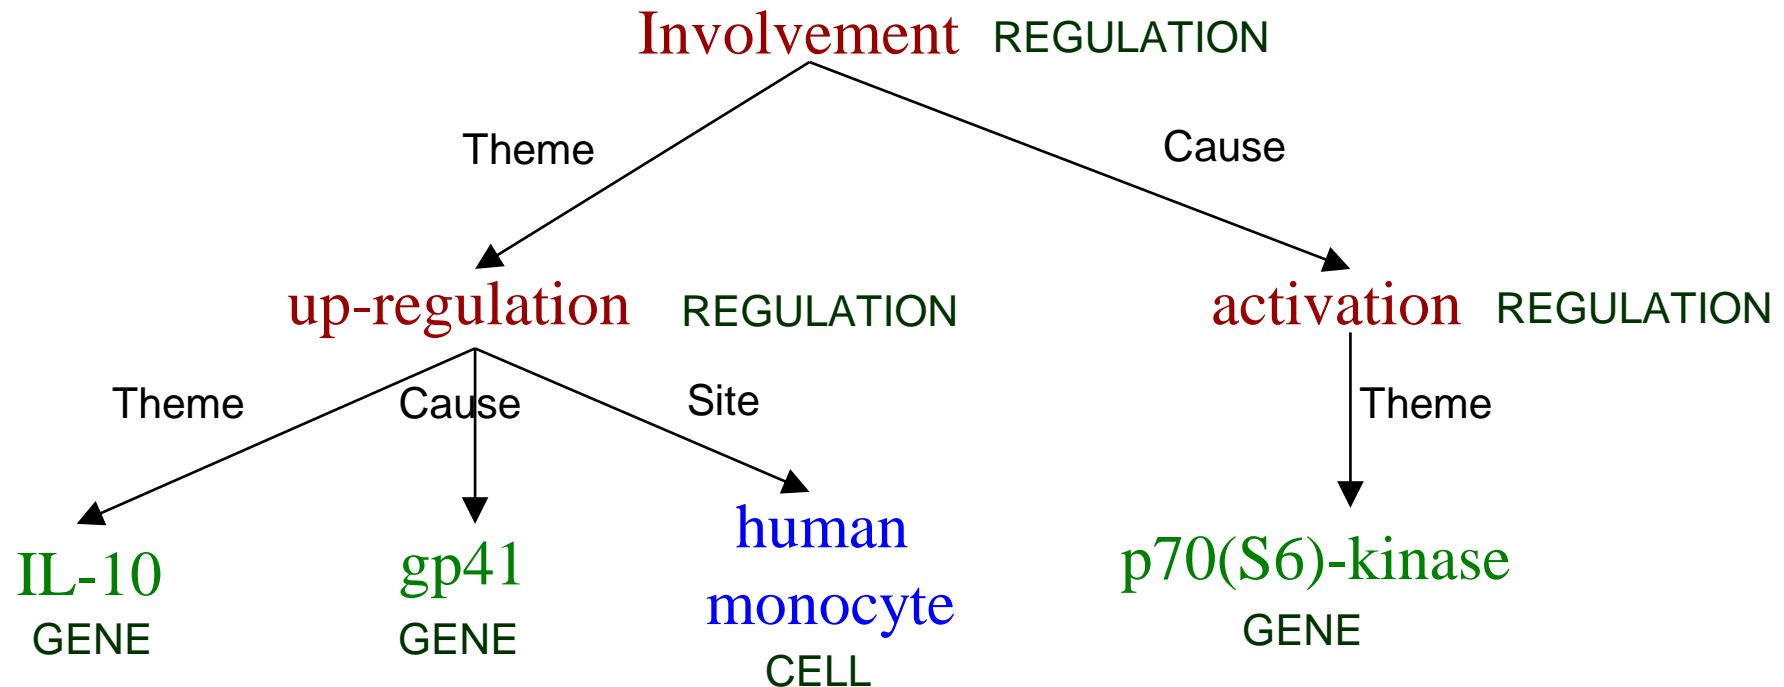 Involvement REGULATION
Theme Cause
up-regulation REGULATION activation REGULATION
Theme Cause Site Theme
IL-10 gp41 human p70(S6)-kinase
monocyte
GENE GENE CELL GENE